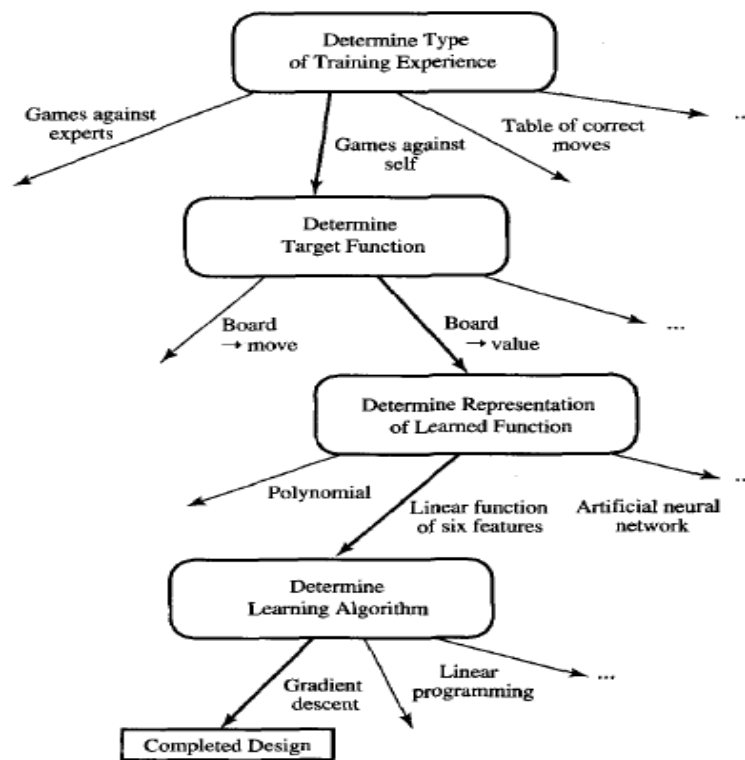 Determine Type
of Training Experience
Games against
experts
Games against
self
Table of correct
moves
...
Determine
Target Function
Board
→ move
Board
→ value
...
Determine Representation
of Learned Function
Polynomial
Linear function
of six features
Artificial neural
network
...
Determine
Learning Algorithm
Gradient
descent
Linear
programming
...
Completed Design